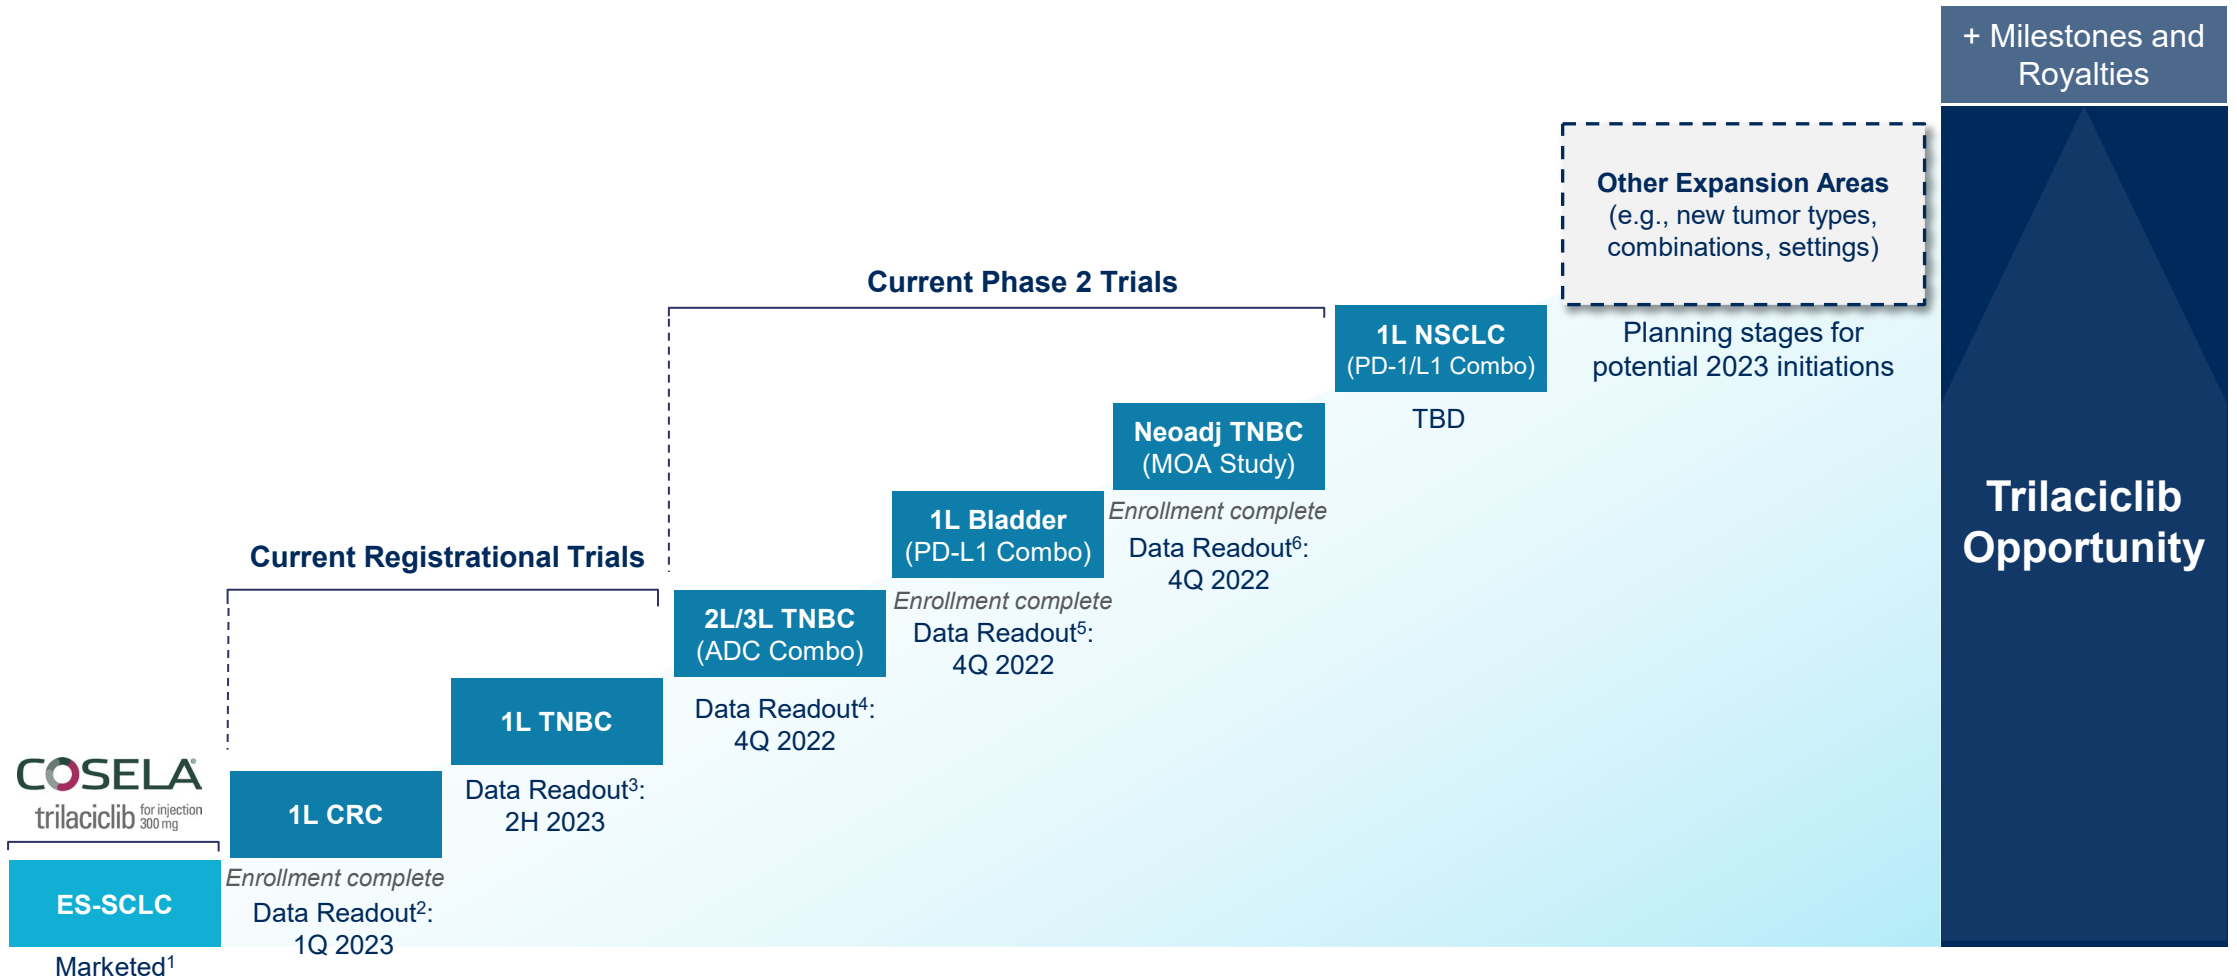 + Milestones and
Royalties
Other Expansion Areas
(e.g., new tumor types,
combinations, settings)
Planning stages for
potential 2023 initiations
Current Phase 2 Trials
1L NSCLC
(PD-1/L1 Combo)
TBD
Neoadj TNBC
(MOA Study)
Enrollment complete
Data Readout⁶:
4Q 2022
1L Bladder
(PD-L1 Combo)
Enrollment complete
Data Readout⁵:
4Q 2022
2L/3L TNBC
(ADC Combo)
Data Readout⁴:
4Q 2022
Current Registrational Trials
1L TNBC
Data Readout³:
2H 2023
1L CRC
Enrollment complete
Data Readout²:
1Q 2023
COSELA®
trilaciclib for injection
300 mg
ES-SCLC
Marketed¹
Trilaciclib
Opportunity